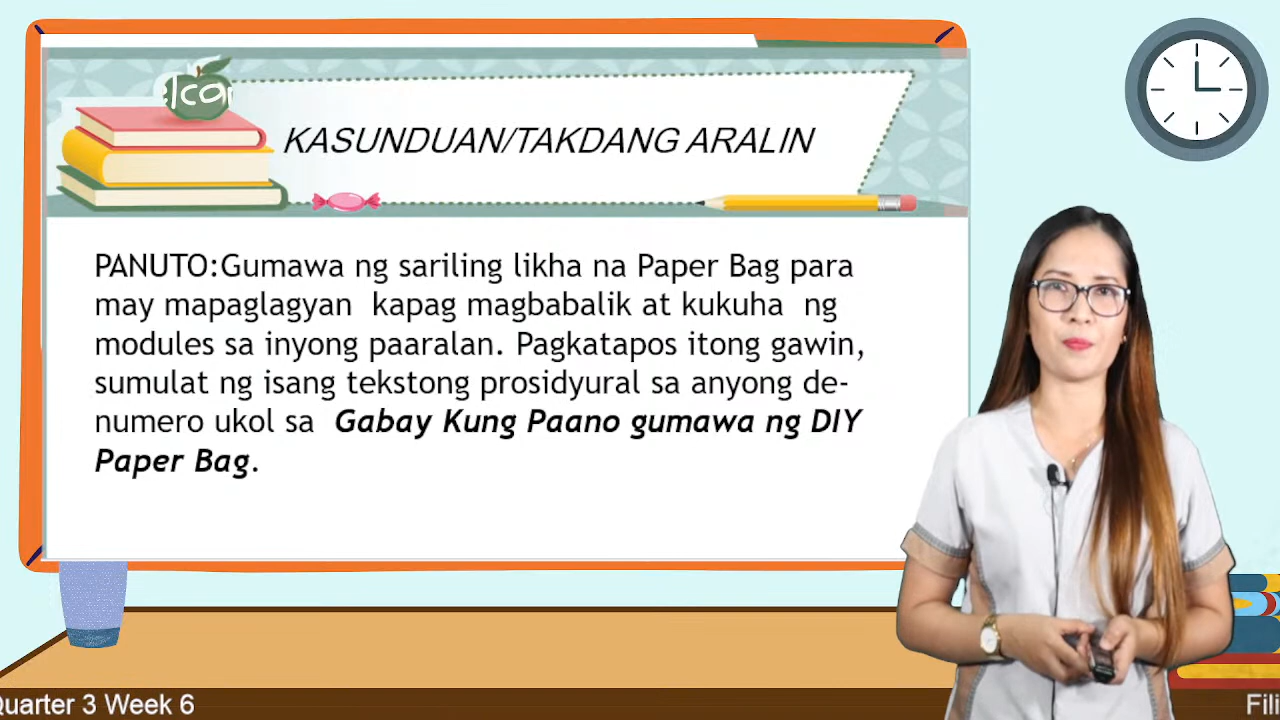 KASUNDUAN/TAKDANG ARALIN
PANUTO:Gumawa ng sariling likha na Paper Bag para
may mapaglagyan kapag magbabalik at kukuha ng
modules sa inyong paaralan. Pagkatapos itong gawin,
sumulat ng isang tekstong prosidyural sa anyong de-
numero ukol sa Gabay Kung Paano gumawa ng DIY
Paper Bag.
Quarter 3 Week 6